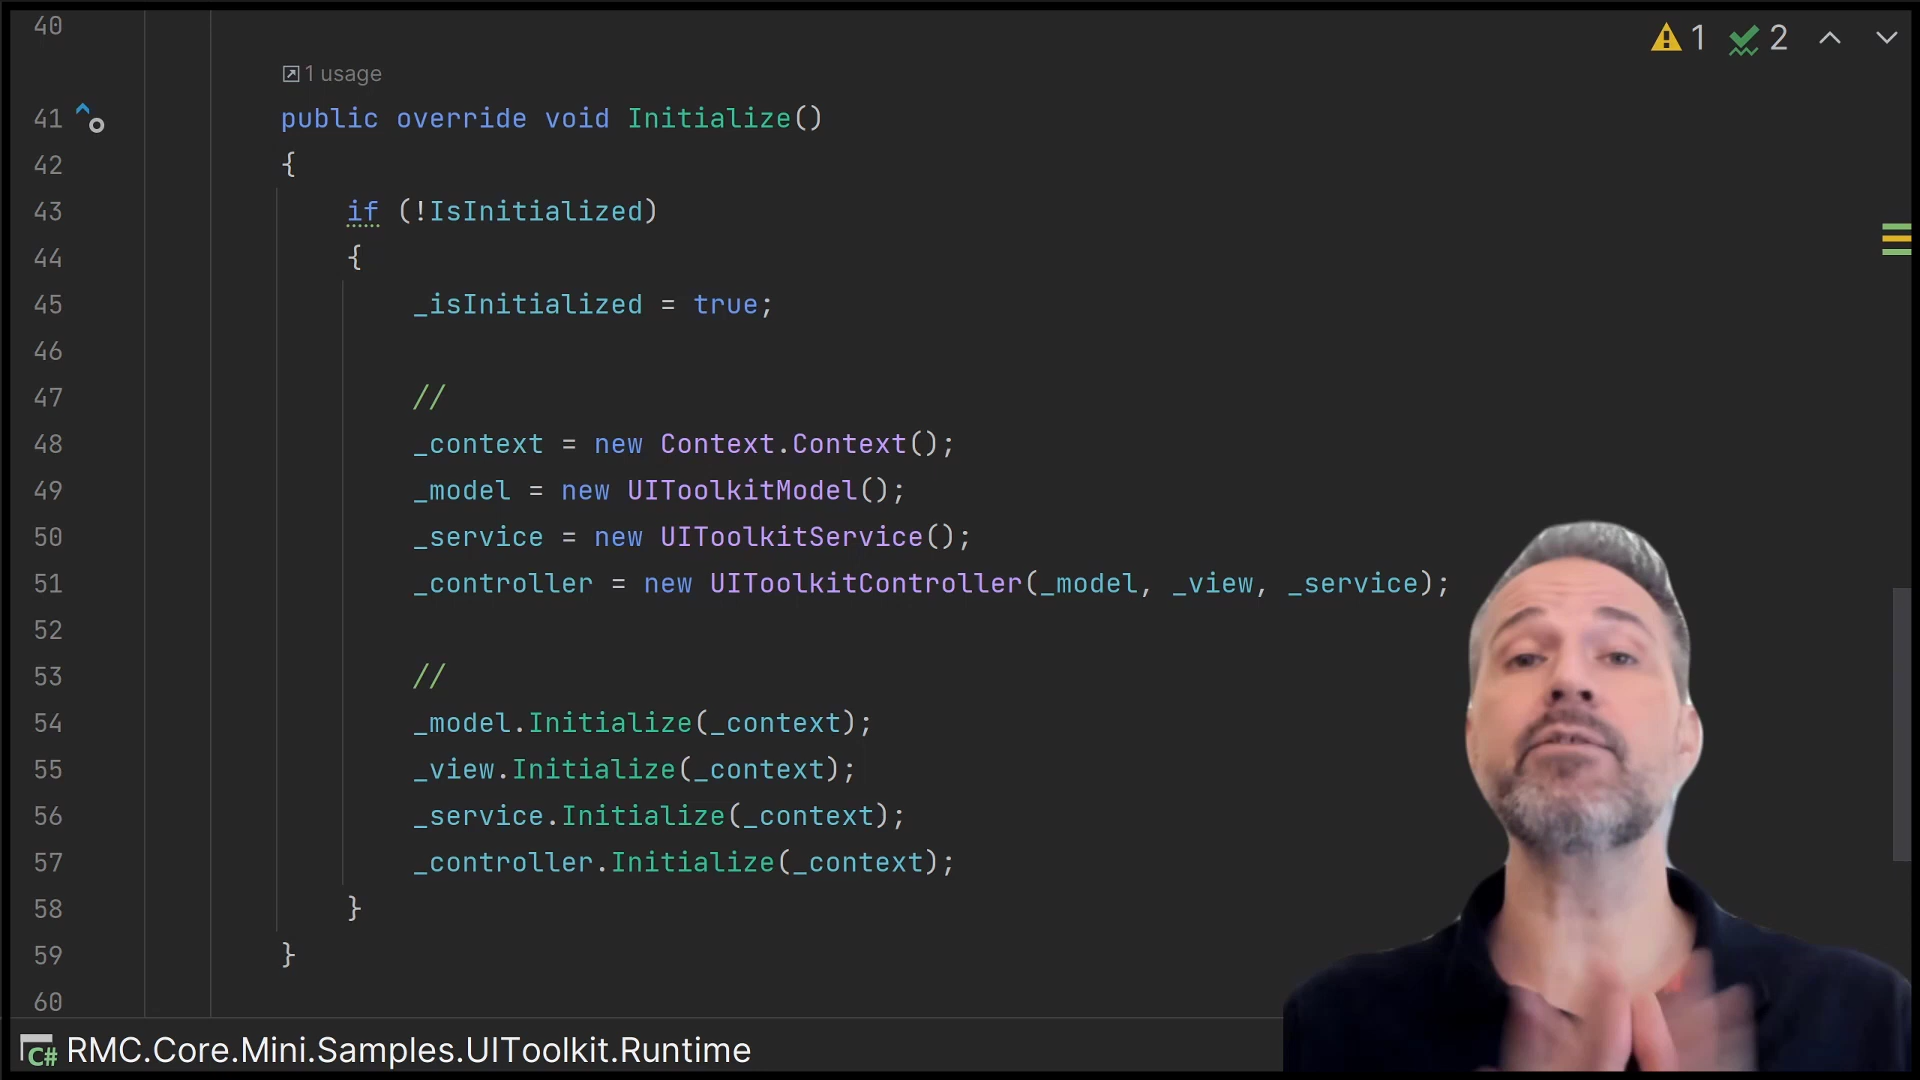 40
1 2
1 usage
41 public override void Initialize()
42 {
43 if (!IsInitialized)
44 {
45 _isInitialized = true;
46
47 //
48 _context = new Context.Context();
49 _model = new UIToolkitModel();
50 _service = new UIToolkitService();
51 _controller = new UIToolkitController(_model, _view, _service);
52
53 //
54 _model.Initialize(_context);
55 _view.Initialize(_context);
56 _service.Initialize(_context);
57 _controller.Initialize(_context);
58 }
59 }
60
C# RMC.Core.Mini.Samples.UIToolkit.Runtime